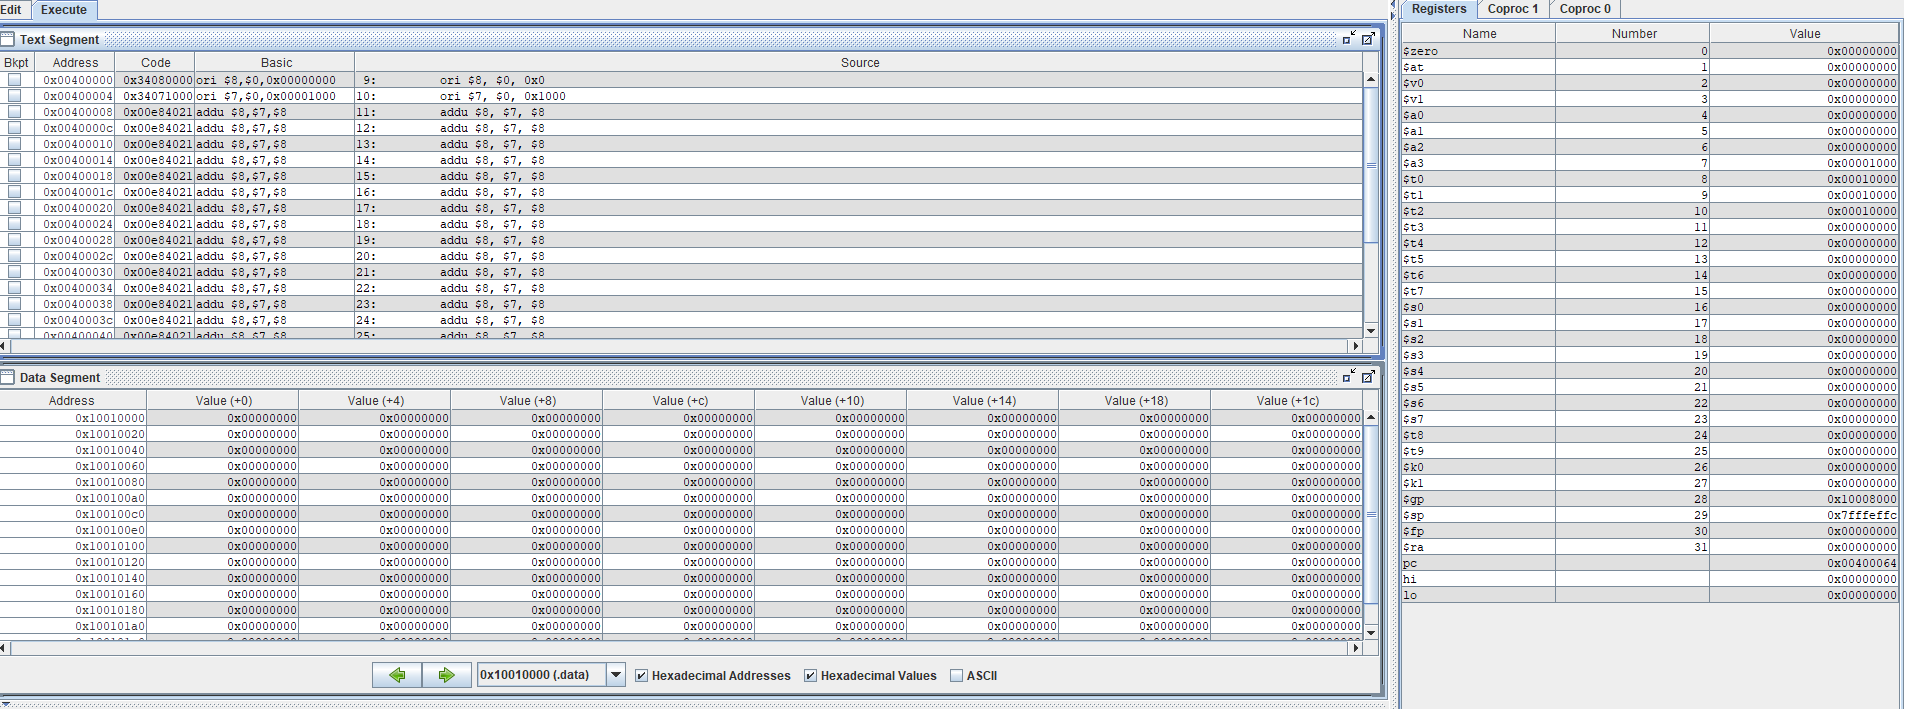 Edit Execute
Text Segment
Bkpt Address Code Basic Source
0x00400000 0x34080000 ori $8,$0,0x00000000 9: ori $8, $0, 0x0
0x00400004 0x34071000 ori $7,$0,0x00001000 10: ori $7, $0, 0x1000
0x00400008 0x00e84021 addu $8,$7,$8 11: addu $8, $7, $8
0x0040000c 0x00e84021 addu $8,$7,$8 12: addu $8, $7, $8
0x00400010 0x00e84021 addu $8,$7,$8 13: addu $8, $7, $8
0x00400014 0x00e84021 addu $8,$7,$8 14: addu $8, $7, $8
0x00400018 0x00e84021 addu $8,$7,$8 15: addu $8, $7, $8
0x0040001c 0x00e84021 addu $8,$7,$8 16: addu $8, $7, $8
0x00400020 0x00e84021 addu $8,$7,$8 17: addu $8, $7, $8
0x00400024 0x00e84021 addu $8,$7,$8 18: addu $8, $7, $8
0x00400028 0x00e84021 addu $8,$7,$8 19: addu $8, $7, $8
0x0040002c 0x00e84021 addu $8,$7,$8 20: addu $8, $7, $8
0x00400030 0x00e84021 addu $8,$7,$8 21: addu $8, $7, $8
0x00400034 0x00e84021 addu $8,$7,$8 22: addu $8, $7, $8
0x00400038 0x00e84021 addu $8,$7,$8 23: addu $8, $7, $8
0x0040003c 0x00e84021 addu $8,$7,$8 24: addu $8, $7, $8
0x00400040 0x00e84021 addu $8,$7,$8 25: addu $8, $7, $8
Data Segment
Address Value (+0) Value (+4) Value (+8) Value (+c) Value (+10) Value (+14) Value (+18) Value (+1c)
0x10010000 0x00000000 0x00000000 0x00000000 0x00000000 0x00000000 0x00000000 0x00000000 0x00000000
0x10010020 0x00000000 0x00000000 0x00000000 0x00000000 0x00000000 0x00000000 0x00000000 0x00000000
0x10010040 0x00000000 0x00000000 0x00000000 0x00000000 0x00000000 0x00000000 0x00000000 0x00000000
0x10010060 0x00000000 0x00000000 0x00000000 0x00000000 0x00000000 0x00000000 0x00000000 0x00000000
0x10010080 0x00000000 0x00000000 0x00000000 0x00000000 0x00000000 0x00000000 0x00000000 0x00000000
0x100100a0 0x00000000 0x00000000 0x00000000 0x00000000 0x00000000 0x00000000 0x00000000 0x00000000
0x100100c0 0x00000000 0x00000000 0x00000000 0x00000000 0x00000000 0x00000000 0x00000000 0x00000000
0x100100e0 0x00000000 0x00000000 0x00000000 0x00000000 0x00000000 0x00000000 0x00000000 0x00000000
0x10010100 0x00000000 0x00000000 0x00000000 0x00000000 0x00000000 0x00000000 0x00000000 0x00000000
0x10010120 0x00000000 0x00000000 0x00000000 0x00000000 0x00000000 0x00000000 0x00000000 0x00000000
0x10010140 0x00000000 0x00000000 0x00000000 0x00000000 0x00000000 0x00000000 0x00000000 0x00000000
0x10010160 0x00000000 0x00000000 0x00000000 0x00000000 0x00000000 0x00000000 0x00000000 0x00000000
0x10010180 0x00000000 0x00000000 0x00000000 0x00000000 0x00000000 0x00000000 0x00000000 0x00000000
0x100101a0 0x00000000 0x00000000 0x00000000 0x00000000 0x00000000 0x00000000 0x00000000 0x00000000
0x10010000 (.data) Hexadecimal Addresses Hexadecimal Values ASCII
Registers Coproc 1 Coproc 0
Name Number Value
$zero 0 0x00000000
$at 1 0x00000000
$v0 2 0x00000000
$v1 3 0x00000000
$a0 4 0x00000000
$a1 5 0x00000000
$a2 6 0x00000000
$a3 7 0x00001000
$t0 8 0x00010000
$t1 9 0x00010000
$t2 10 0x00010000
$t3 11 0x00000000
$t4 12 0x00000000
$t5 13 0x00000000
$t6 14 0x00000000
$t7 15 0x00000000
$s0 16 0x00000000
$s1 17 0x00000000
$s2 18 0x00000000
$s3 19 0x00000000
$s4 20 0x00000000
$s5 21 0x00000000
$s6 22 0x00000000
$s7 23 0x00000000
$t8 24 0x00000000
$t9 25 0x00000000
$k0 26 0x00000000
$k1 27 0x00000000
$gp 28 0x10008000
$sp 29 0x7fffeffc
$fp 30 0x00000000
$ra 31 0x00000000
pc 0x00400064
hi 0x00000000
lo 0x00000000